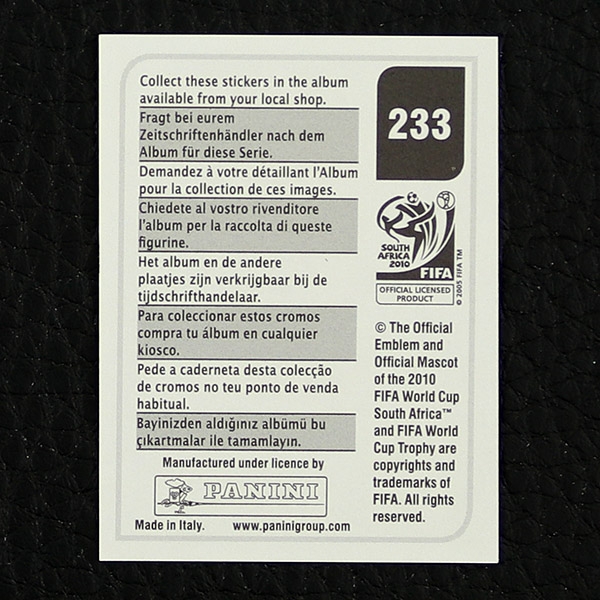 Collect these stickers in the album
available from your local shop.
Fragt bei eurem
Zeitschriftenhändler nach dem
Album für diese Serie.
Demandez à votre détaillant l'Album
pour la collection de ces images.
Chiedete al vostro rivenditore
l'album per la raccolta di queste
figurine.
Het album en de andere
plaatjes zijn verkrijgbaar bij de
tijdschrifthandelaar.
Para coleccionar estos cromos
compra tu álbum en cualquier
kiosco.
Pede a caderneta desta colecção
de cromos no teu ponto de venda
habitual.
Bayinizden aldığınız albümü bu
çıkartmalar ile tamamlayın.
Manufactured under licence by
PANINI
Made in Italy. www.paninigroup.com
233
SOUTH
AFRICA
2010
FIFA
© 2005 FIFA TM
OFFICIAL LICENSED
PRODUCT
© The Official
Emblem and
Official Mascot
of the 2010
FIFA World Cup
South Africa™
and FIFA World
Cup Trophy are
copyrights and
trademarks of
FIFA. All rights
reserved.